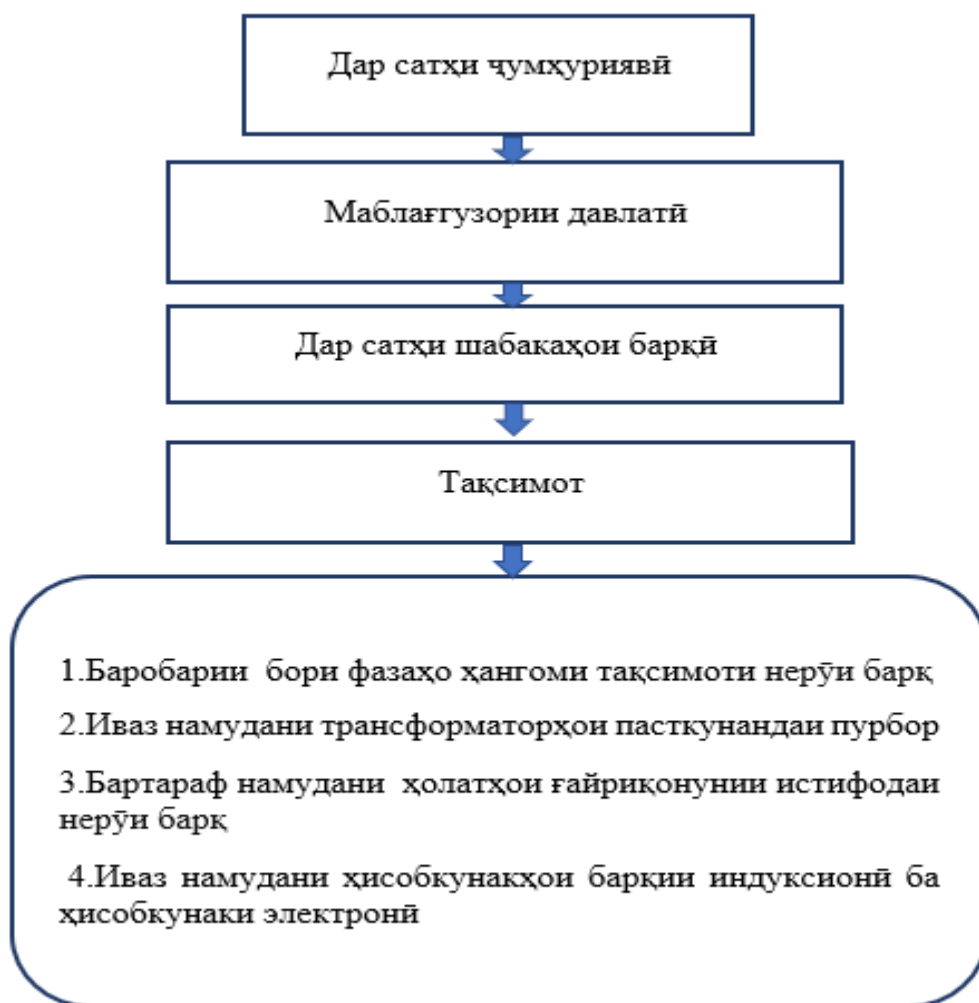 Дар сатҳи ҷумҳуриявӣ
Маблағгузории давлатӣ
Дар сатҳи шабакаҳои барқӣ
Тақсимот
1.Баробарии бори фазаҳо ҳангоми тақсимоти нерӯи барқ
2.Иваз намудани трансформаторҳои пасткунандаи пурбор
3.Бартараф намудани ҳолатҳои ғайриқонунии истифодаи
нерӯи барқ
4.Иваз намудани ҳисобкунакҳои барқии индуксионӣ ба
ҳисобкунаки электронӣ